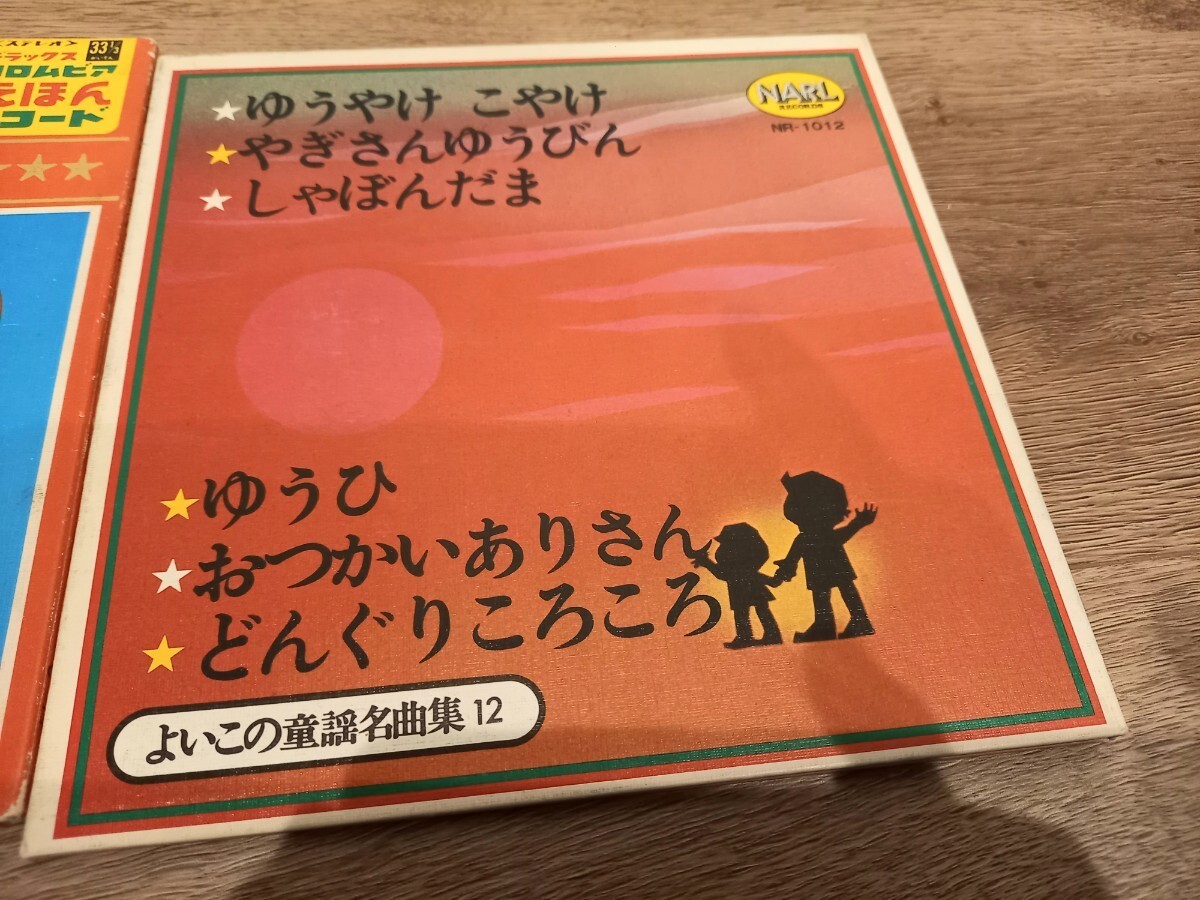 33 1/3
ラックス
ロムビア
えほん
コード
ゆうやけ こやけ
やぎさんゆうびん
しゃぼんだま
NARL
RECORDS
NR-1012
ゆうひ
おつかいありさん
どんぐりころころ
よいこの童謡名曲集 12